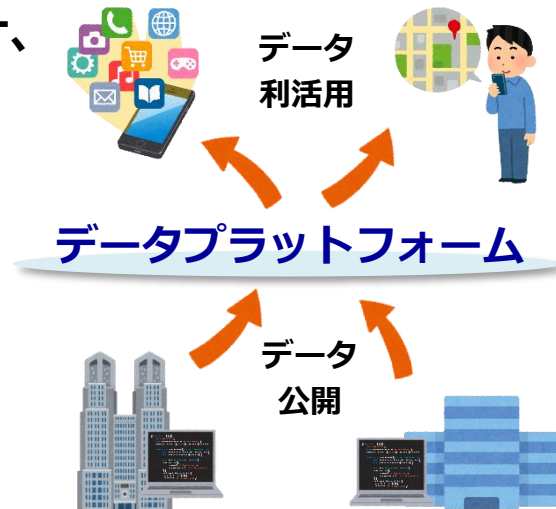 、
データ
利活用
データプラットフォーム
データ
公開